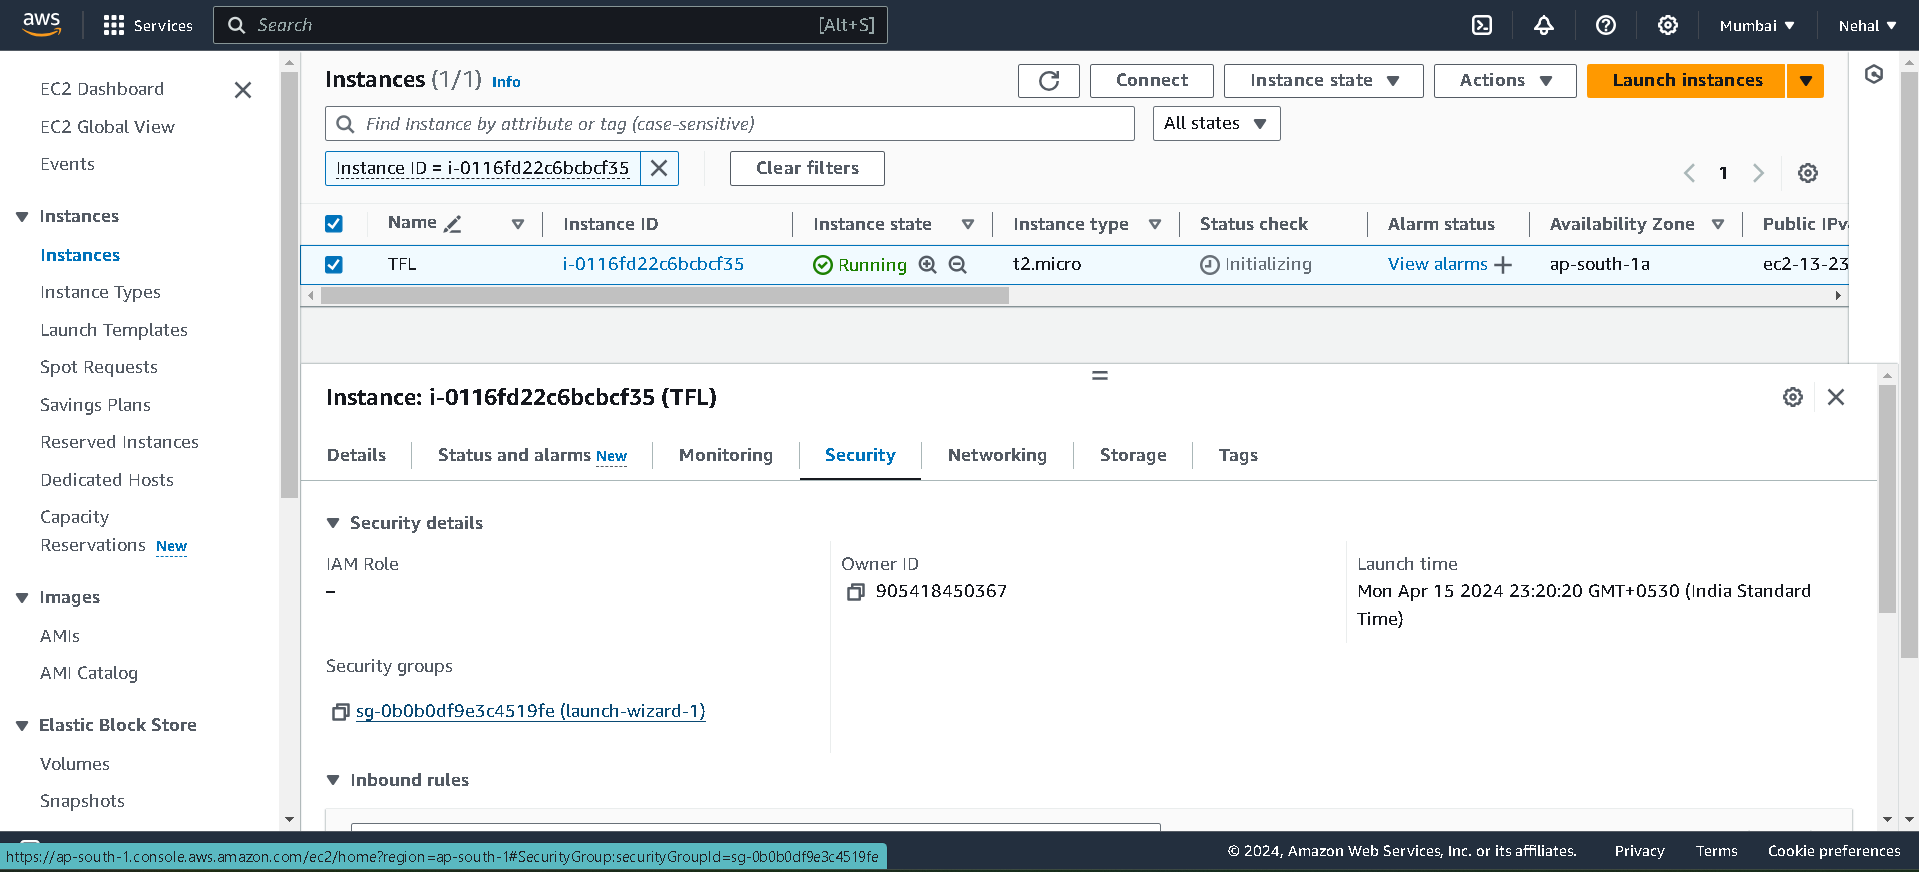 aws
Services
Search
[Alt+S]
Mumbai
Nehal
EC2 Dashboard
EC2 Global View
Events
Instances
Instances
Instance Types
Launch Templates
Spot Requests
Savings Plans
Reserved Instances
Dedicated Hosts
Capacity
Reservations New
Images
AMIs
AMI Catalog
Elastic Block Store
Volumes
Snapshots
Instances (1/1) Info
Connect
Instance state
Actions
Launch instances
Find Instance by attribute or tag (case-sensitive)
All states
Instance ID = i-0116fd22c6bcbcf35
Clear filters
1
Name
Instance ID
Instance state
Instance type
Status check
Alarm status
Availability Zone
Public IPv
TFL
i-0116fd22c6bcbcf35
Running
t2.micro
Initializing
View alarms
ap-south-1a
ec2-13-23
Instance: i-0116fd22c6bcbcf35 (TFL)
Details
Status and alarms New
Monitoring
Security
Networking
Storage
Tags
Security details
IAM Role
–
Owner ID
905418450367
Launch time
Mon Apr 15 2024 23:20:20 GMT+0530 (India Standard
Time)
Security groups
sg-0b0b0df9e3c4519fe (launch-wizard-1)
Inbound rules
https://ap-south-1.console.aws.amazon.com/ec2/home?region=ap-south-1#SecurityGroup:securityGroupId=sg-0b0b0df9e3c4519fe
© 2024, Amazon Web Services, Inc. or its affiliates.
Privacy
Terms
Cookie preferences